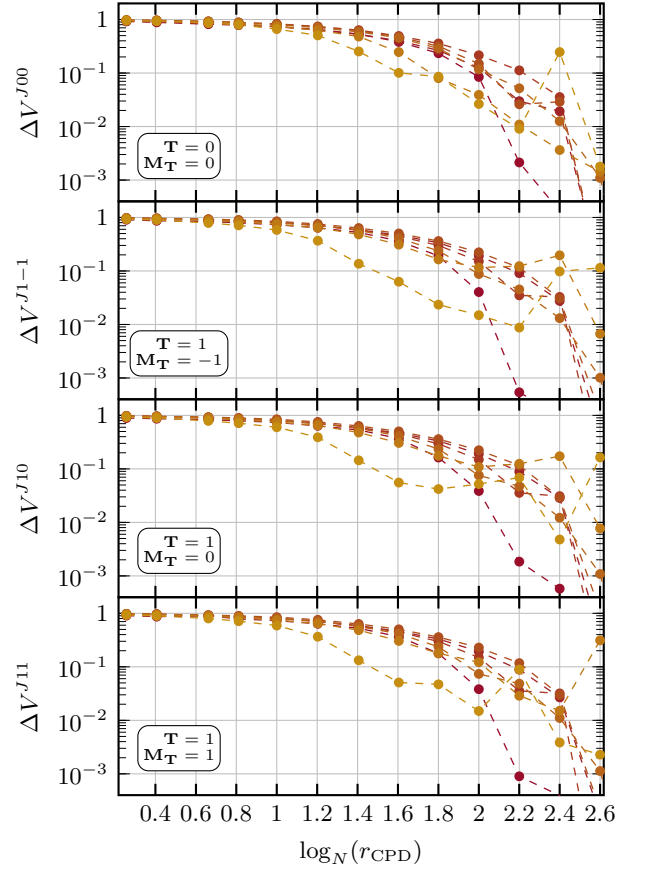 1
10⁻¹
10⁻²
10⁻³
ΔV^{J00}
T = 0
M_T = 0
1
10⁻¹
10⁻²
10⁻³
ΔV^{J1−1}
T = 1
M_T = −1
1
10⁻¹
10⁻²
10⁻³
ΔV^{J10}
T = 1
M_T = 0
1
10⁻¹
10⁻²
10⁻³
ΔV^{J11}
T = 1
M_T = 1
0.4 0.6 0.8 1 1.2 1.4 1.6 1.8 2 2.2 2.4 2.6
log_N(r_CPD)